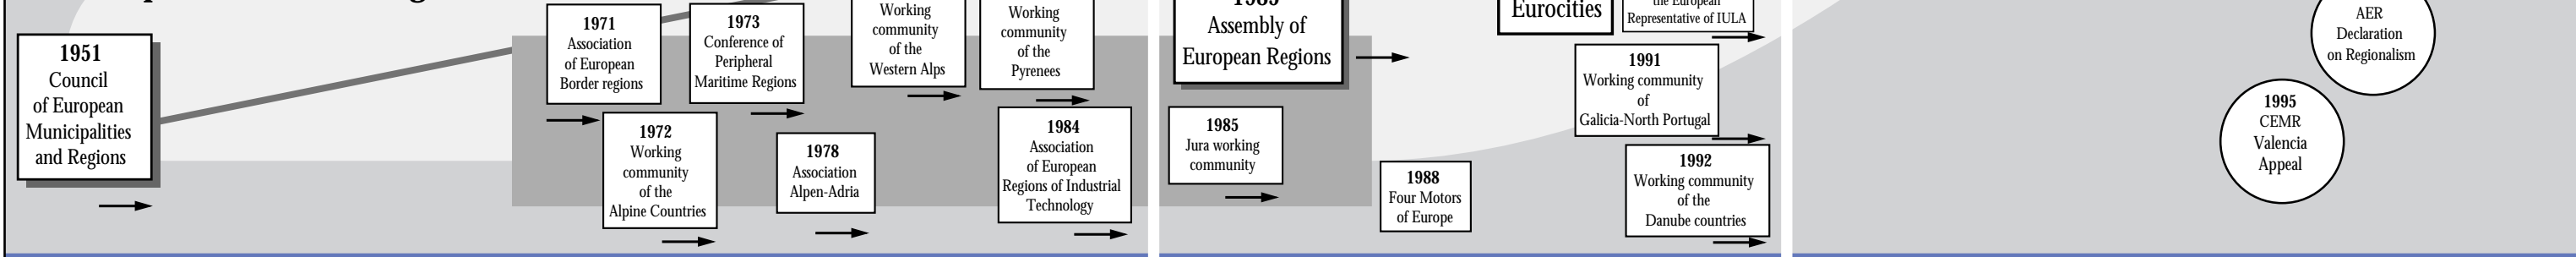 1951
Council
of European
Municipalities
and Regions
1971
Association
of European
Border regions
1972
Working
community
of the
Alpine Countries
1973
Conference of
Peripheral
Maritime Regions
1978
Association
Alpen-Adria
Working
community
of the
Western Alps
Working
community
of the
Pyrenees
1984
Association
of European
Regions of Industrial
Technology
Assembly of
European Regions
1985
Jura working
community
1988
Four Motors
of Europe
Eurocities
the European
Representative of IULA
1991
Working community
of
Galicia-North Portugal
1992
Working community
of the
Danube countries
AER
Declaration
on Regionalism
1995
CEMR
Valencia
Appeal